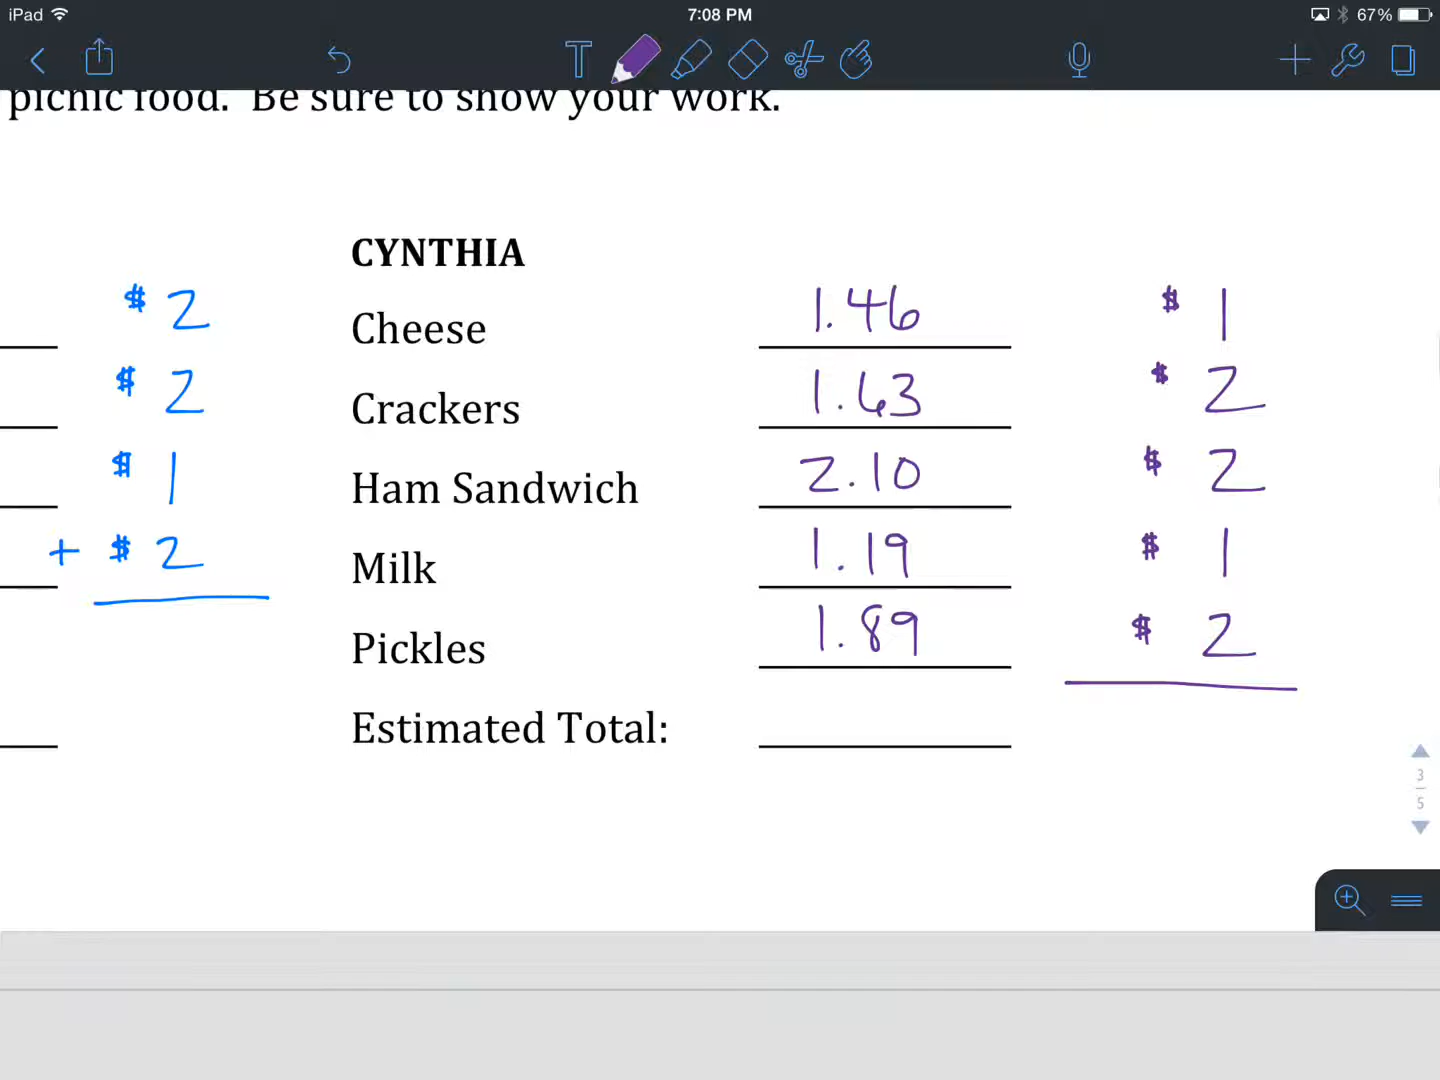 iPad 7:08 PM 67%
T
picnic food. Be sure to show your work.
CYNTHIA
$ 2 Cheese 1.46 $ 1
$ 2 Crackers 1.63 $ 2
$ 1 Ham Sandwich 2.10 $ 2
+ $ 2 Milk 1.19 $ 1
Pickles 1.89 $ 2
Estimated Total:
3
5